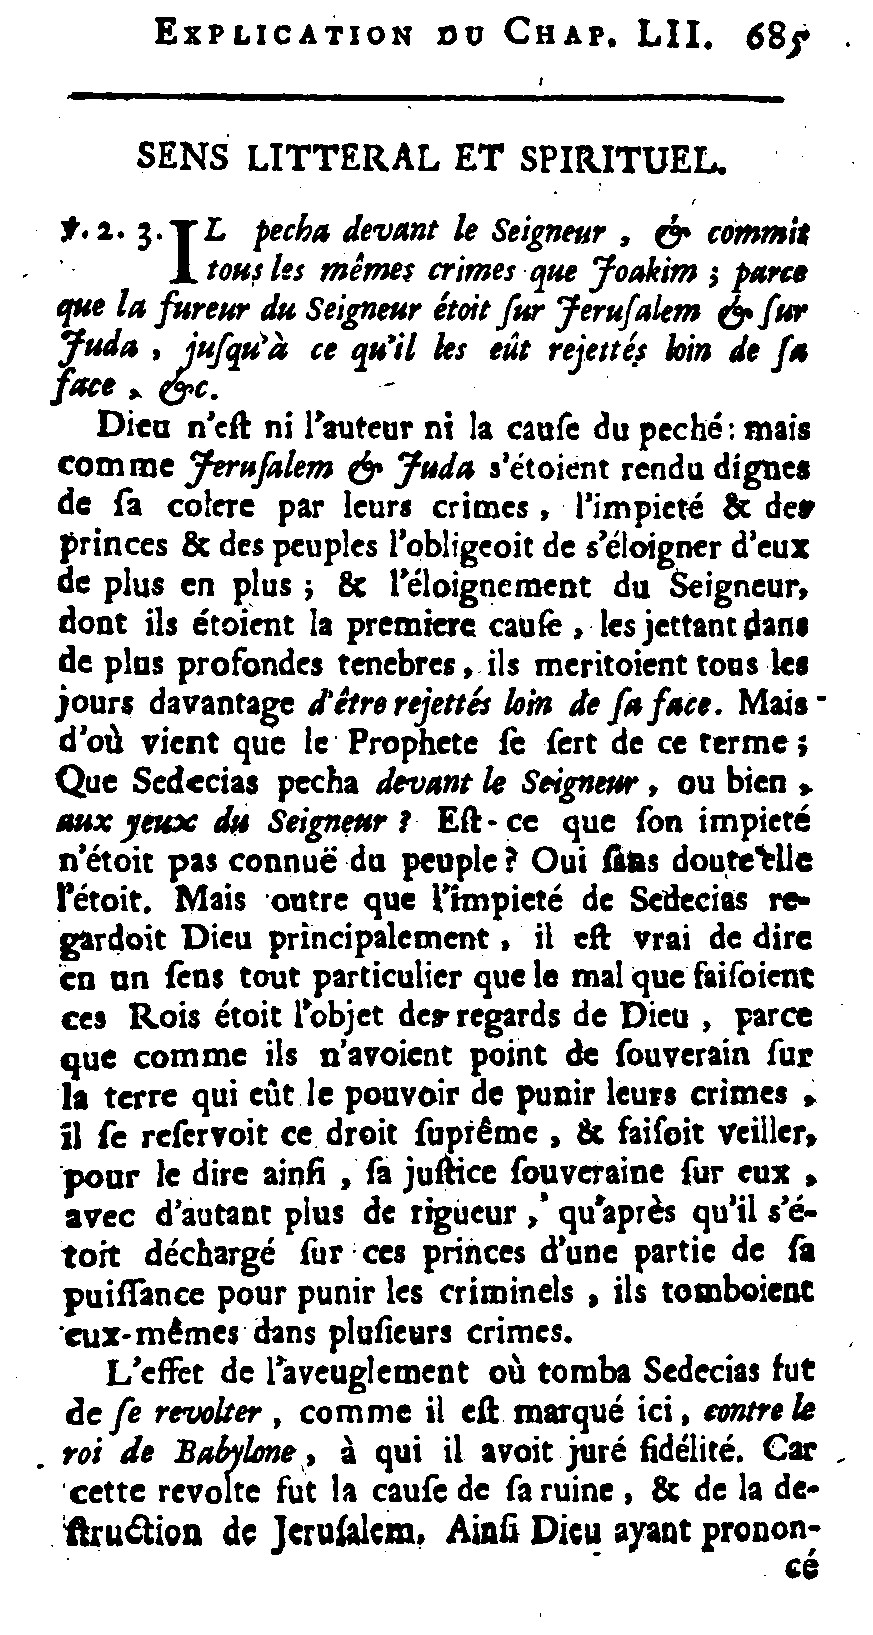 EXPLICATION DU CHAP. LII. 685
SENS LITTERAL ET SPIRITUEL.
℣. 2. 3. IL pecha devant le Seigneur, & commit
tous les mêmes crimes que Joakim ; parce
que la fureur du Seigneur étoit ſur Jeruſalem & ſur
Juda, juſqu'à ce qu'il les eût rejettés loin de ſa
face, &c.
Dieu n'eſt ni l'auteur ni la cauſe du peché: mais
comme Jeruſalem & Juda s'étoient rendu dignes
de ſa colere par leurs crimes, l'impieté & des
princes & des peuples l'obligeoit de s'éloigner d'eux
de plus en plus ; & l'éloignement du Seigneur,
dont ils étoient la premiere cauſe, les jettant dans
de plus profondes tenebres, ils meritoient tous les
jours davantage d'être rejettés loin de ſa face. Mais
d'où vient que le Prophete ſe ſert de ce terme ;
Que Sedecias pecha devant le Seigneur, ou bien,
aux yeux du Seigneur ? Eſt-ce que ſon impieté
n'étoit pas connuë du peuple? Oui ſans doute elle
l'étoit. Mais outre que l'impieté de Sedecias re-
gardoit Dieu principalement, il eſt vrai de dire
en un ſens tout particulier que le mal que faiſoient
ces Rois étoit l'objet des regards de Dieu, parce
que comme ils n'avoient point de ſouverain ſur
la terre qui eût le pouvoir de punir leurs crimes,
il ſe reſervoit ce droit ſuprême, & faiſoit veiller,
pour le dire ainſi, ſa juſtice ſouveraine ſur eux,
avec d'autant plus de rigueur, qu'après qu'il s'é-
toit déchargé ſur ces princes d'une partie de ſa
puiſſance pour punir les criminels, ils tomboient
eux-mêmes dans pluſieurs crimes.
L'effet de l'aveuglement où tomba Sedecias fut
de ſe revolter, comme il eſt marqué ici, contre le
roi de Babylone, à qui il avoit juré fidélité. Car
cette revolte fut la cauſe de ſa ruine, & de la de-
ſtruction de Jeruſalem. Ainſi Dieu ayant pronon-
cé